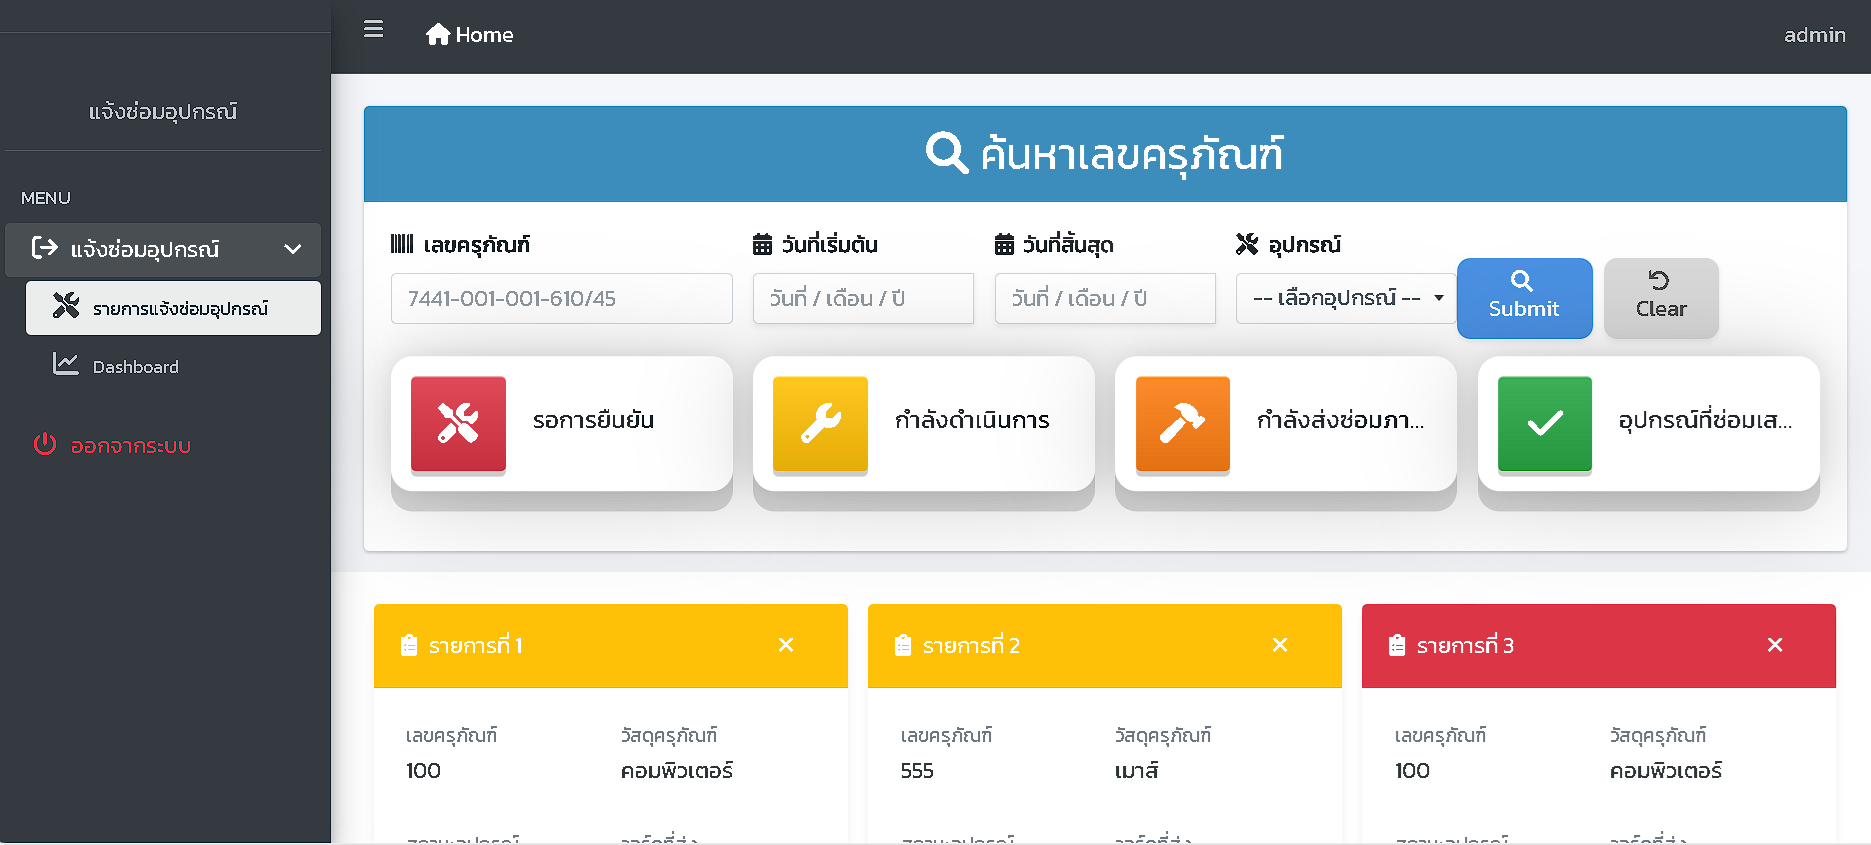 Home
admin
แจ้งซ่อมอุปกรณ์
MENU
แจ้งซ่อมอุปกรณ์
รายการแจ้งซ่อมอุปกรณ์
Dashboard
ออกจากระบบ
ค้นหาเลขครุภัณฑ์
เลขครุภัณฑ์
วันที่เริ่มต้น
วันที่สิ้นสุด
อุปกรณ์
7441-001-001-610/45
วันที่ / เดือน / ปี
วันที่ / เดือน / ปี
-- เลือกอุปกรณ์ --
Submit
Clear
รอการยืนยัน
กำลังดำเนินการ
กำลังส่งซ่อมภา...
อุปกรณ์ที่ซ่อมเส...
รายการที่ 1
เลขครุภัณฑ์
วัสดุครุภัณฑ์
100
คอมพิวเตอร์
รายการที่ 2
เลขครุภัณฑ์
วัสดุครุภัณฑ์
555
เมาส์
รายการที่ 3
เลขครุภัณฑ์
วัสดุครุภัณฑ์
100
คอมพิวเตอร์